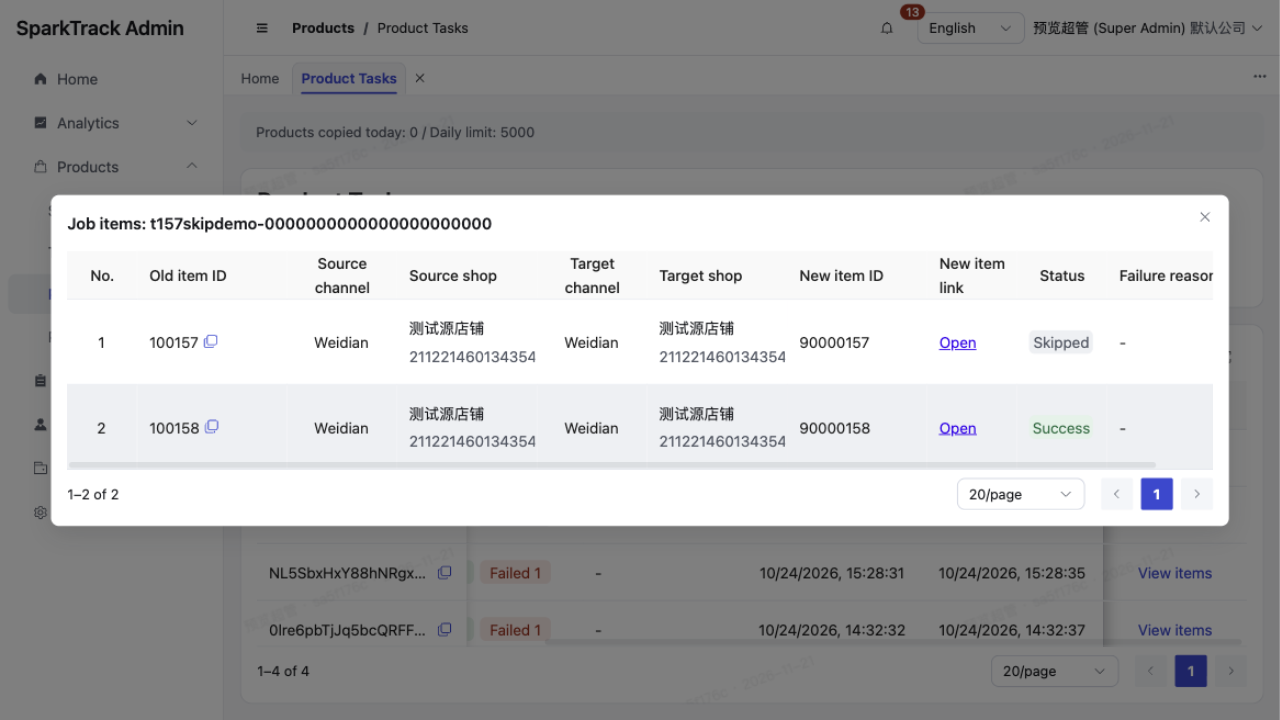 SparkTrack Admin
Products / Product Tasks
13
English
预览超管 (Super Admin) 默认公司
Home
Analytics
Products
Home
Product Tasks
Products copied today: 0 / Daily limit: 5000
Job items: t157skipdemo-0000000000000000000000
No.
Old item ID
Source channel
Source shop
Target channel
Target shop
New item ID
New item link
Status
Failure reason
1
100157
Weidian
测试源店铺
211221460134354
Weidian
测试源店铺
211221460134354
90000157
Open
Skipped
-
2
100158
Weidian
测试源店铺
211221460134354
Weidian
测试源店铺
211221460134354
90000158
Open
Success
-
1–2 of 2
20/page
1
NL5SbxHxY88hNRgx...
Failed 1
-
10/24/2026, 15:28:31
10/24/2026, 15:28:35
View items
0Ire6pbTjJq5bcQRFF...
Failed 1
-
10/24/2026, 14:32:32
10/24/2026, 14:32:37
View items
1–4 of 4
20/page
1